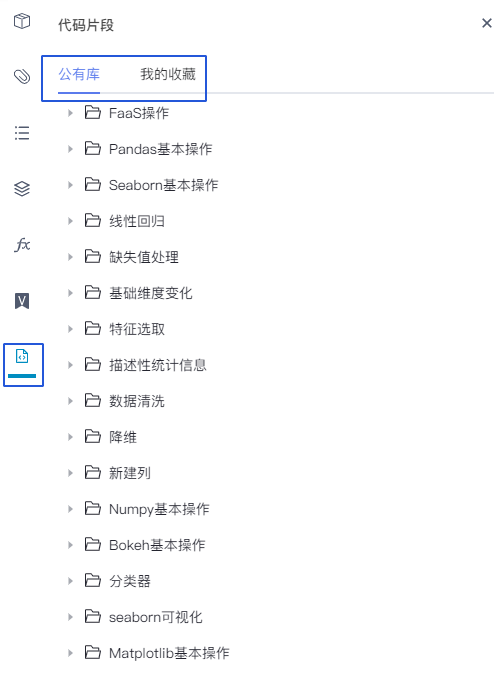 代码片段
公有库 我的收藏
FaaS操作
Pandas基本操作
Seaborn基本操作
线性回归
缺失值处理
基础维度变化
特征选取
描述性统计信息
数据清洗
降维
新建列
Numpy基本操作
Bokeh基本操作
分类器
seaborn可视化
Matplotlib基本操作